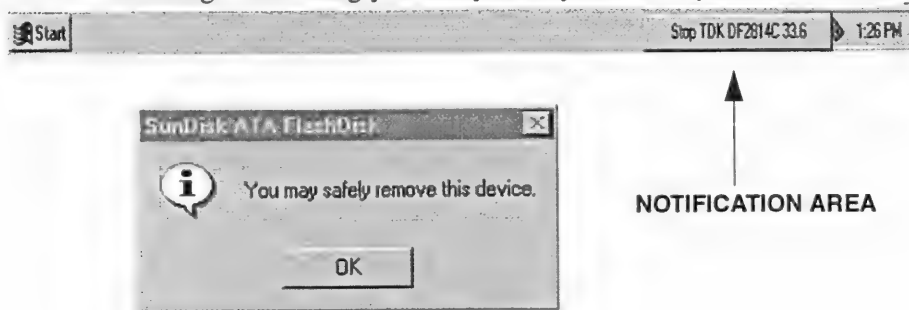 Start
Stop TDK DF2814C 33.6
1:26 PM
SunDisk ATA FlashDisk
You may safely remove this device.
OK
NOTIFICATION AREA